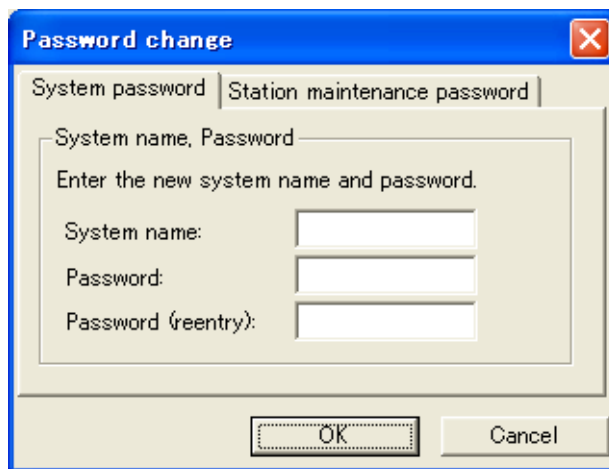 Password change
System password
Station maintenance password
System name, Password
Enter the new system name and password.
System name:
Password:
Password (reentry):
OK
Cancel